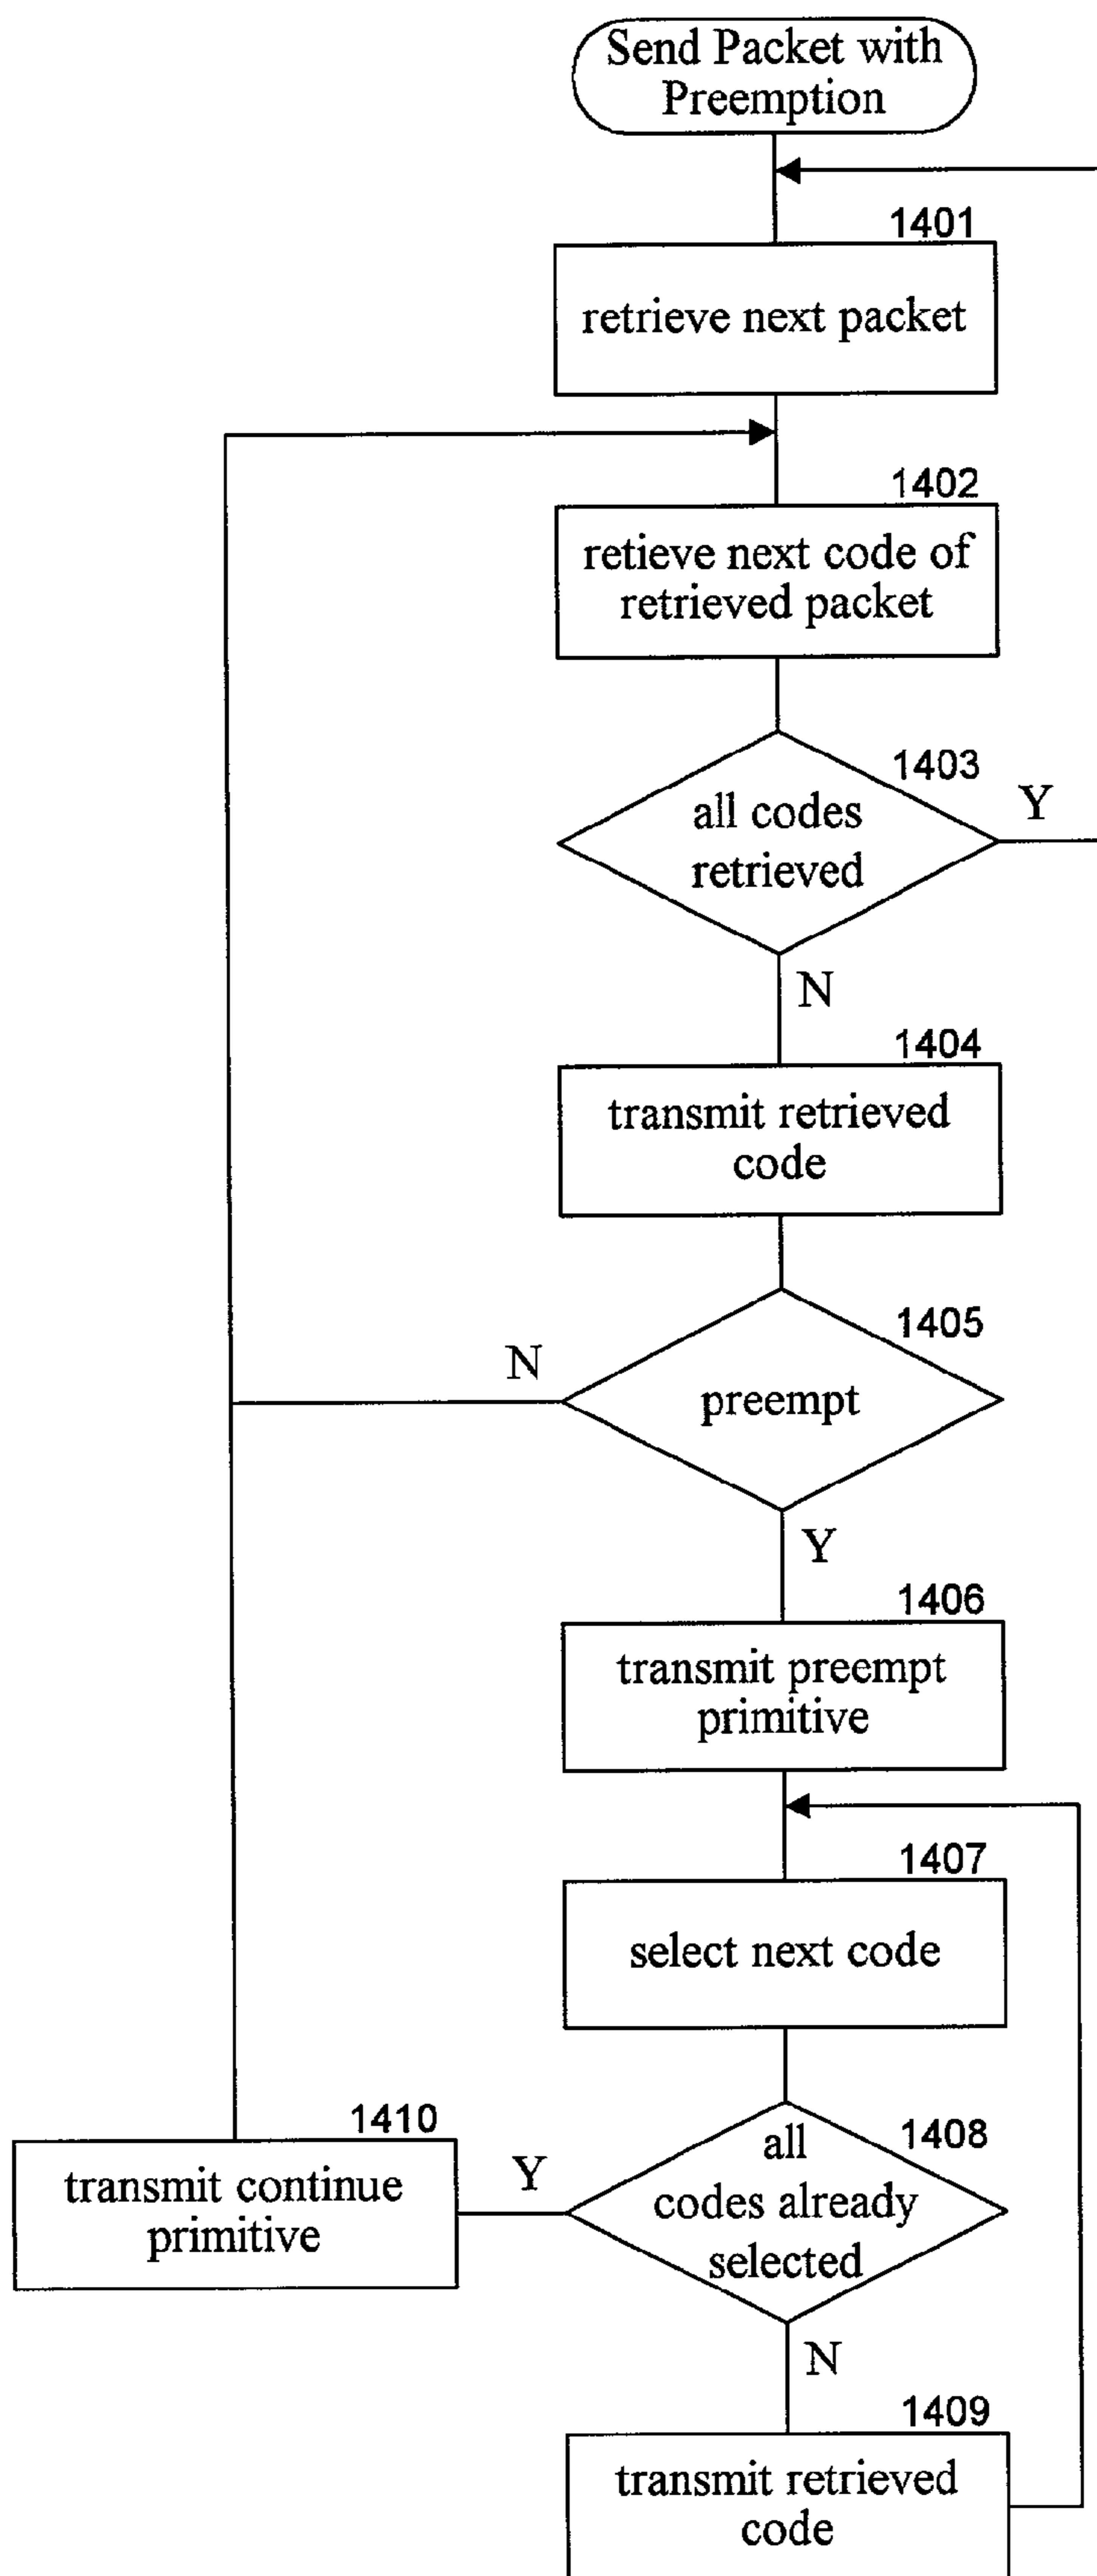 Send Packet with
Preemption
1401
retrieve next packet
1402
retieve next code of
retrieved packet
1403
all codes
retrieved
Y
N
1404
transmit retrieved
code
1405
N
preempt
Y
1406
transmit preempt
primitive
1407
select next code
1410
transmit continue
primitive
Y
1408
all
codes already
selected
N
1409
transmit retrieved
code